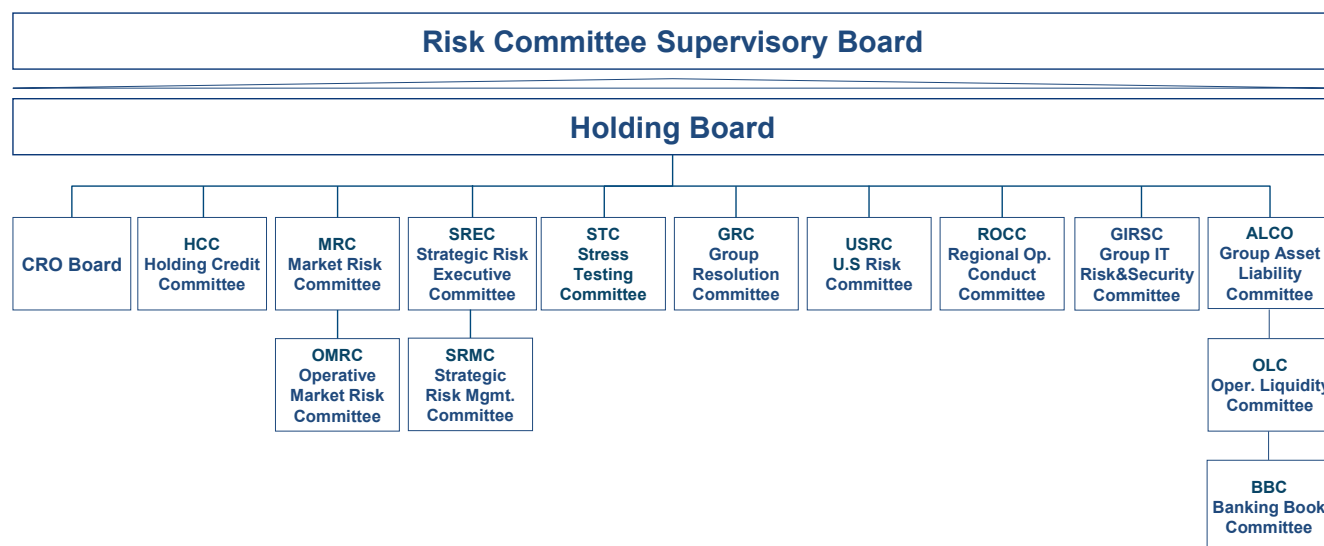 Risk Committee Supervisory Board
Holding Board
CRO Board
HCC
Holding Credit
Committee
MRC
Market Risk
Committee
SREC
Strategic Risk
Executive
Committee
STC
Stress
Testing
Committee
GRC
Group
Resolution
Committee
USRC
U.S Risk
Committee
ROCC
Regional Op.
Conduct
Committee
GIRSC
Group IT
Risk&Security
Committee
ALCO
Group Asset
Liability
Committee
OMRC
Operative
Market Risk
Committee
SRMC
Strategic
Risk Mgmt.
Committee
OLC
Oper. Liquidity
Committee
BBC
Banking Book
Committee